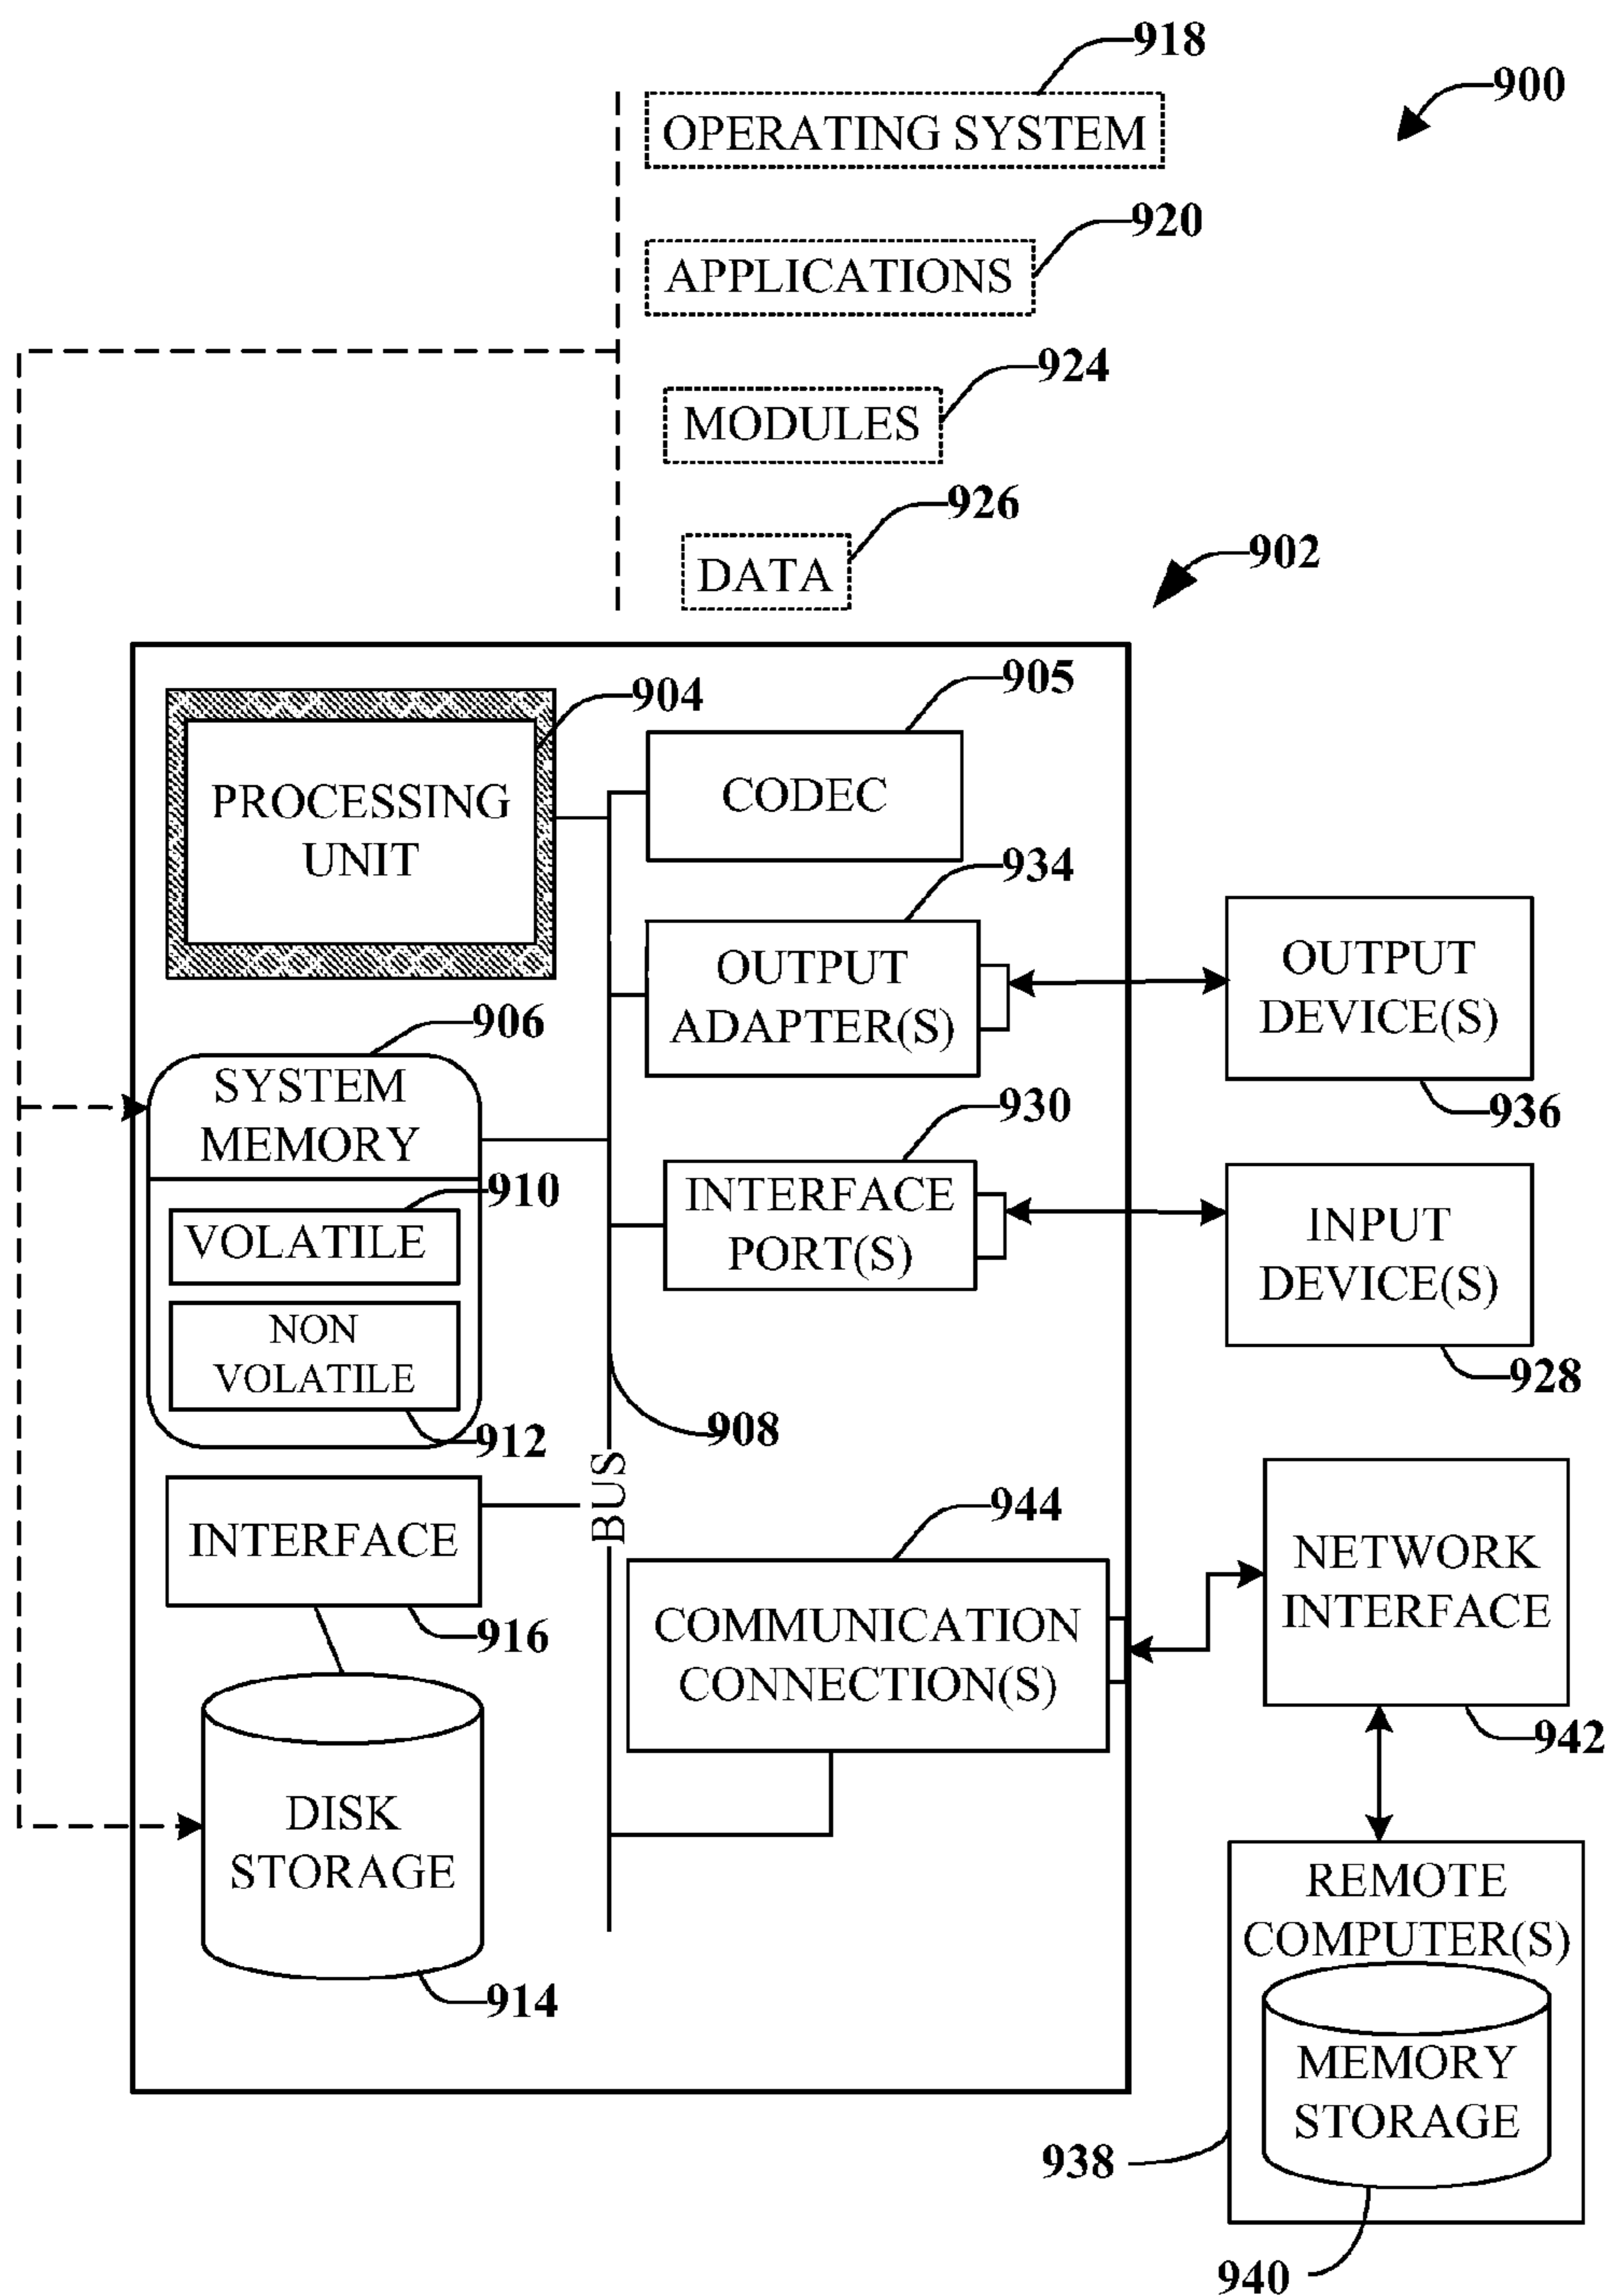 918
900
OPERATING SYSTEM
920
APPLICATIONS
924
MODULES
926
DATA
902
904
905
PROCESSING
UNIT
CODEC
934
OUTPUT
ADAPTER(S)
OUTPUT
DEVICE(S)
936
906
SYSTEM
MEMORY
930
910
INTERFACE
PORT(S)
INPUT
DEVICE(S)
928
VOLATILE
NON
VOLATILE
912
908
BUS
INTERFACE
916
944
COMMUNICATION
CONNECTION(S)
NETWORK
INTERFACE
942
DISK
STORAGE
914
REMOTE
COMPUTER(S)
MEMORY
STORAGE
938
940